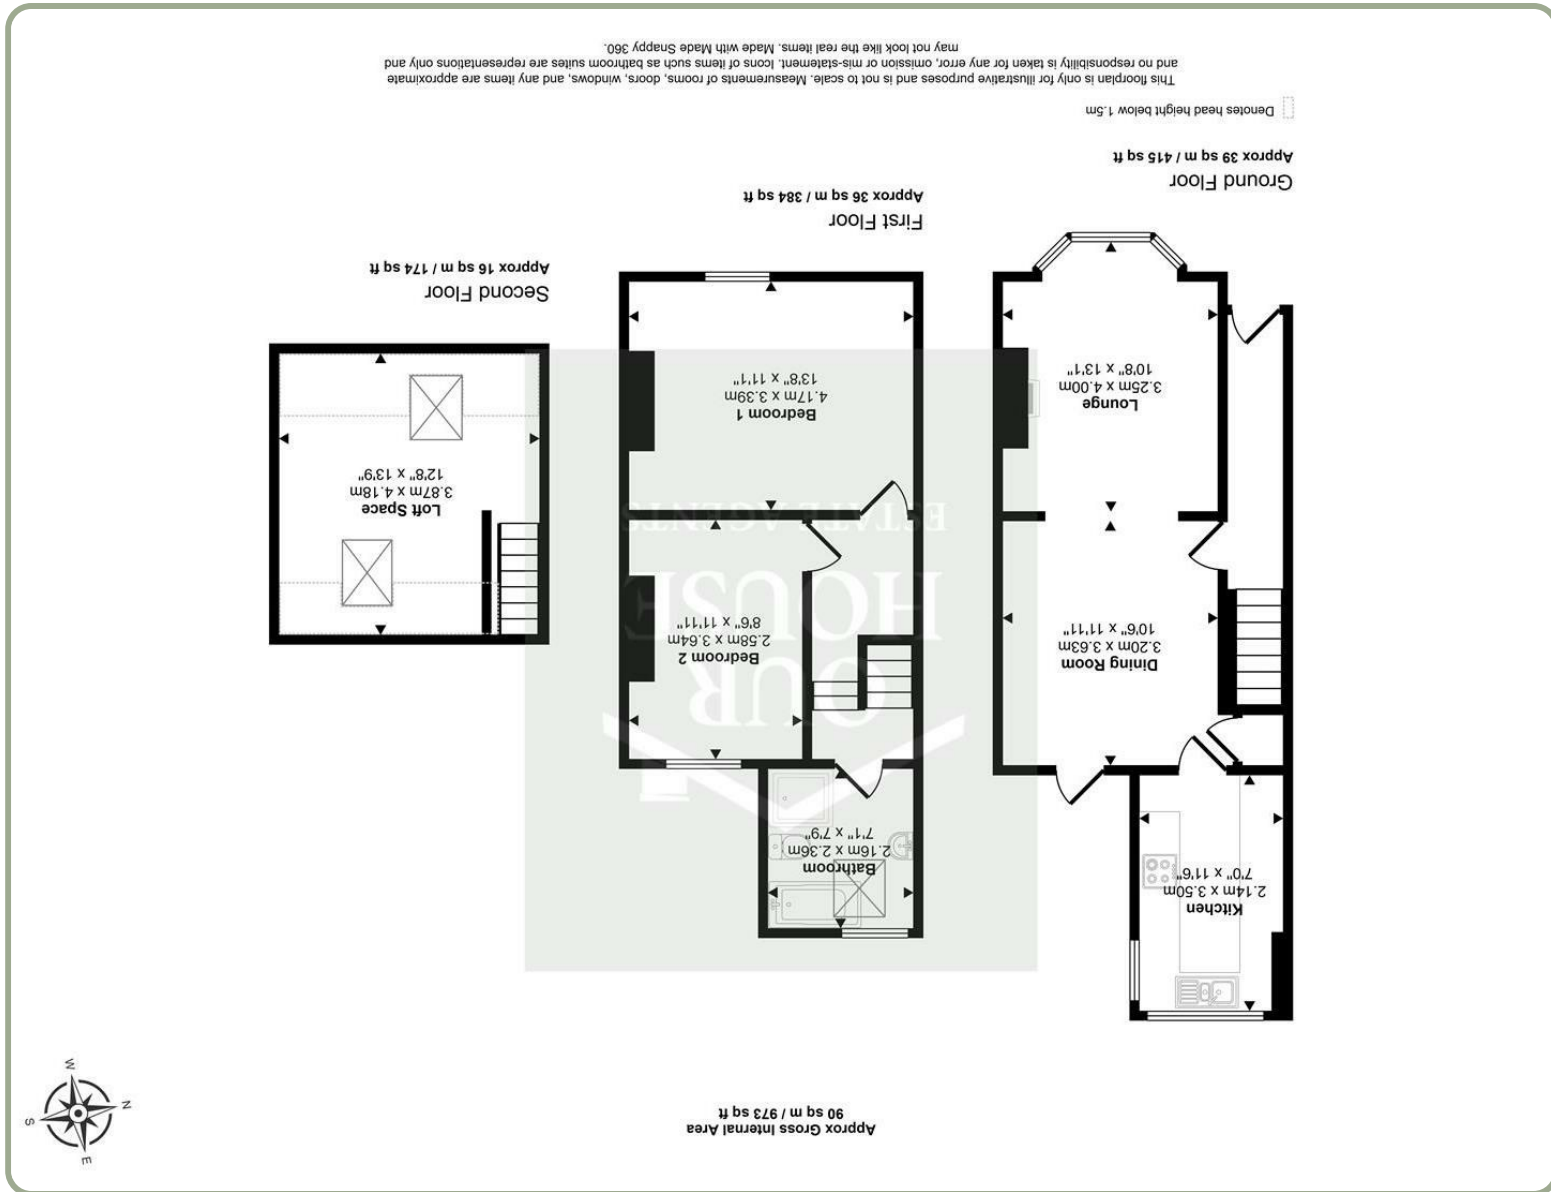 Approx Gross Internal Area
90 sq m / 973 sq ft
Kitchen
2.14m x 3.50m
7'0" x 11'6"
Dining Room
3.20m x 3.63m
10'6" x 11'11"
Lounge
3.25m x 4.00m
10'8" x 13'1"
Ground Floor
Approx 39 sq m / 415 sq ft
Bathroom
2.16m x 2.36m
7'1" x 7'9"
Bedroom 2
2.58m x 3.64m
8'6" x 11'11"
Bedroom 1
4.17m x 3.39m
13'8" x 11'1"
First Floor
Approx 36 sq m / 384 sq ft
Loft Space
3.87m x 4.18m
12'8" x 13'9"
Second Floor
Approx 16 sq m / 174 sq ft
Denotes head height below 1.5m
This floorplan is only for illustrative purposes and is not to scale. Measurements of rooms, doors, windows, and any items are approximate
and no responsibility is taken for any error, omission or mis-statement. Icons of items such as bathroom suites are representations only and
may not look like the real items. Made with Made Snappy 360.
OUR
HOUSE
ESTATE AGENTS
N
E
S
W